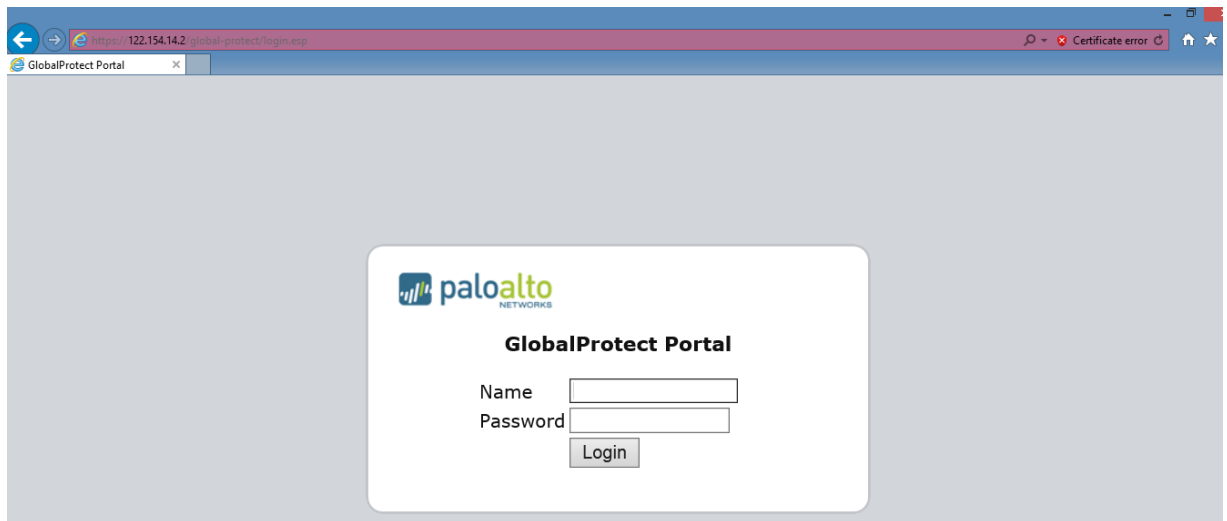 https://122.154.14.2/global-protect/login.esp
Certificate error
GlobalProtect Portal
paloalto
NETWORKS
GlobalProtect Portal
Name
Password
Login